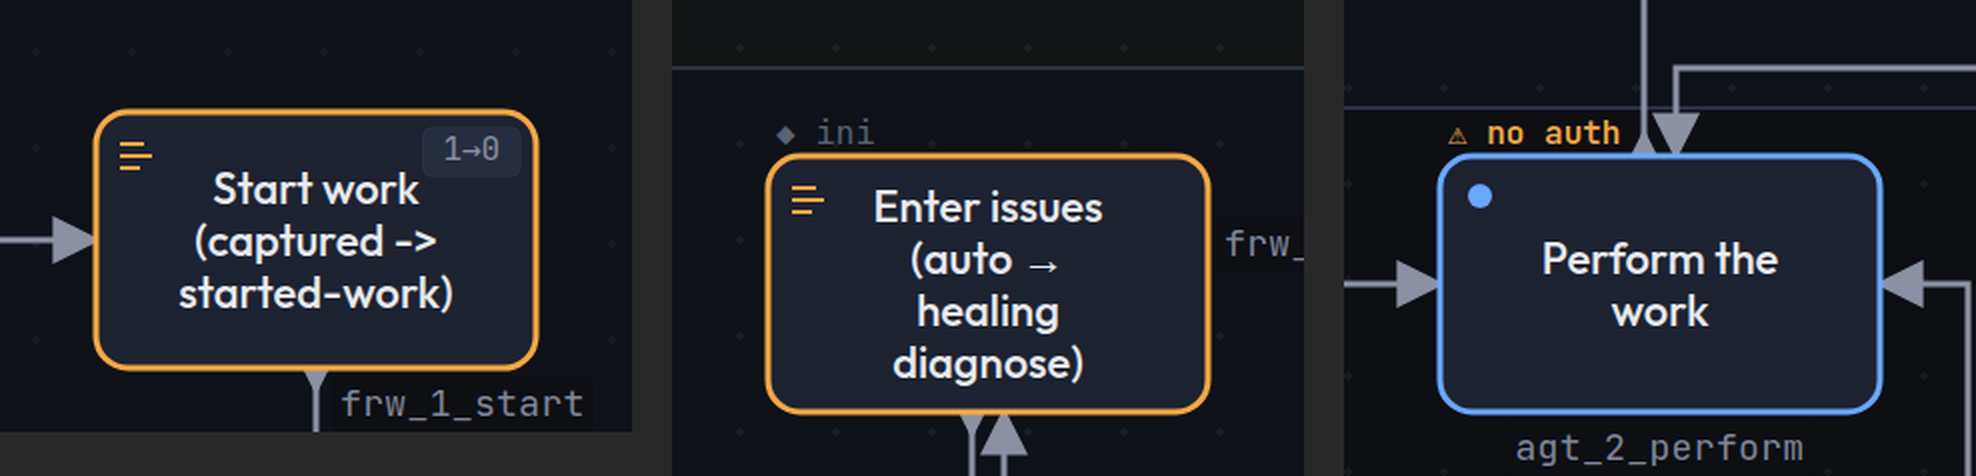 1→0
Start work
(captured ->
started-work)
frw_1_start
◆ ini
Enter issues
(auto →
healing
diagnose)
frw_
⚠ no auth
Perform the
work
agt_2_perform